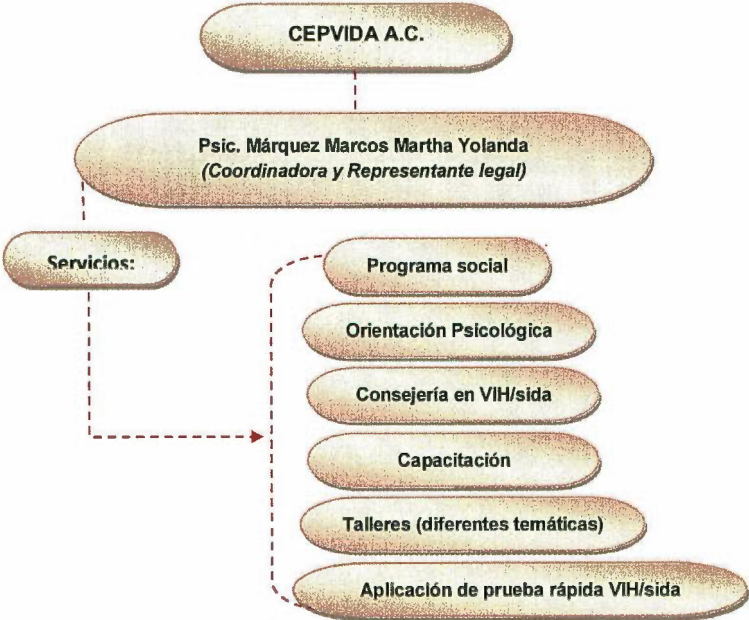 CEPVIDA A.C.
Psic. Márquez Marcos Martha Yolanda
(Coordinadora y Representante legal)
Servicios:
Programa social
Orientación Psicológica
Consejería en VIH/sida
Capacitación
Talleres (diferentes temáticas)
Aplicación de prueba rápida VIH/sida